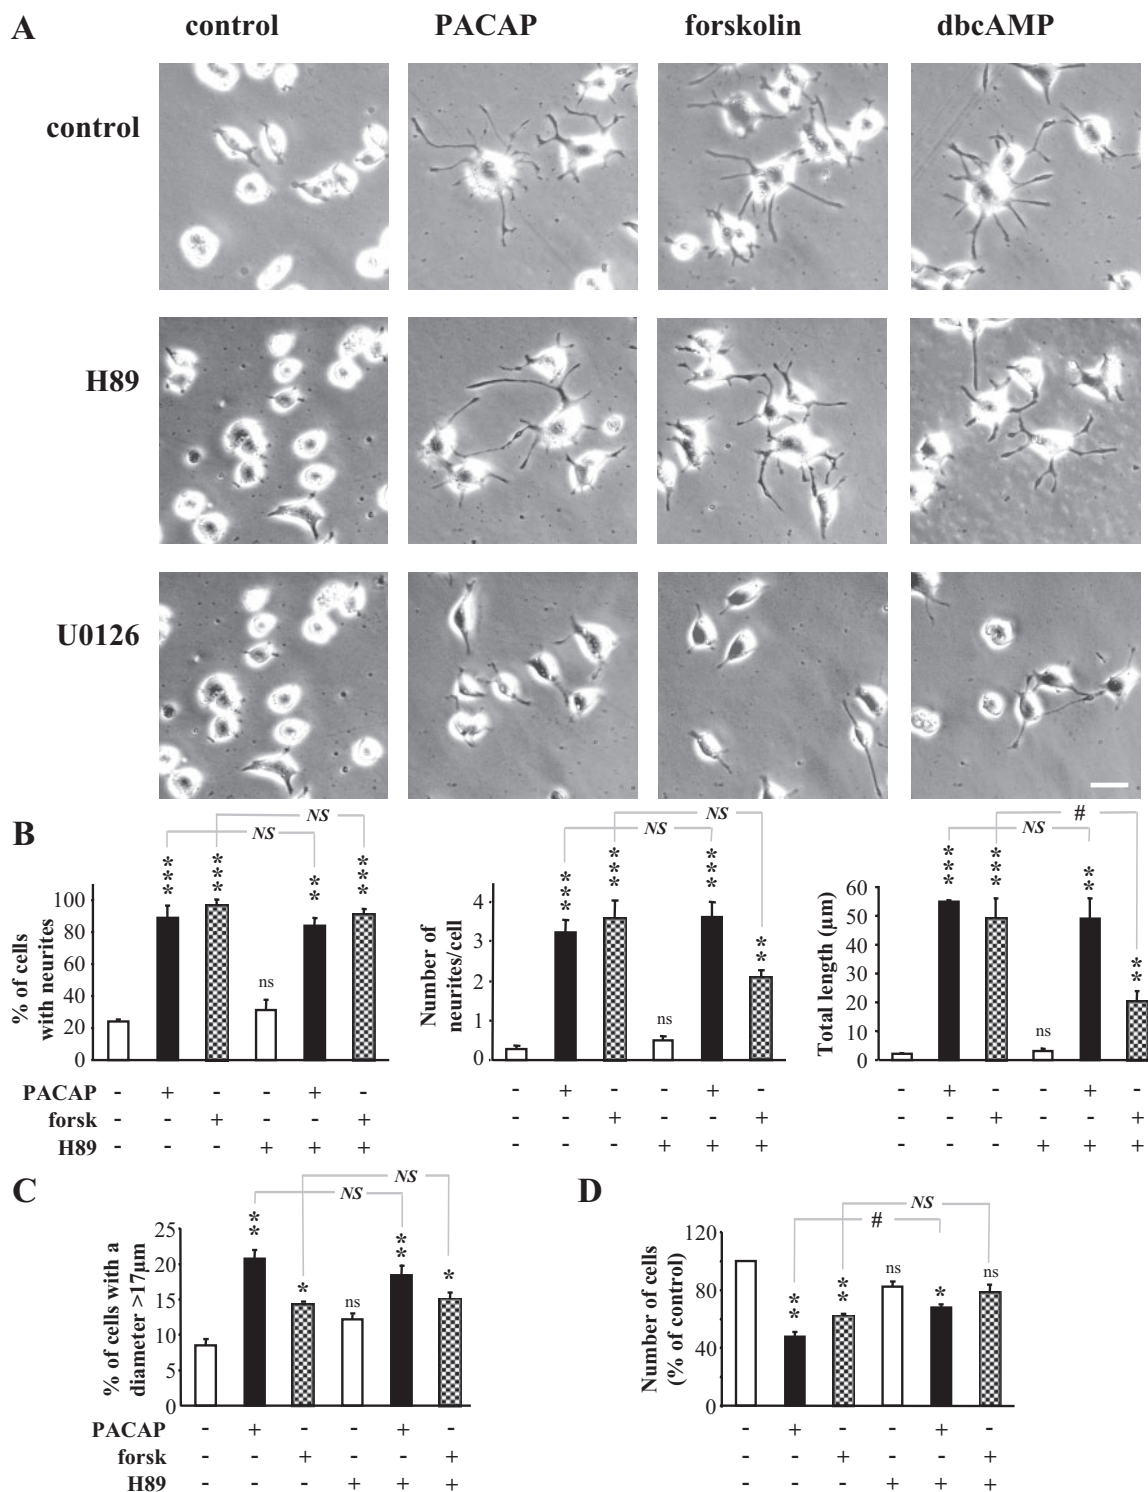 A control PACAP forskolin dbcAMP
control
H89
U0126
B
NS
NS
*** *** ns ** ***
% of cells
with neurites
100
80
60
40
20
0
NS
NS
*** *** ns *** **
Number of
neurites/cell
4
3
2
1
0
#
NS
*** *** ns ** **
Total length (µm)
60
50
40
30
20
10
0
PACAP - + - - + - - + - - + - - + - - + -
forsk - - + - - + - - + - - + - - + - - +
H89 - - - + + + - - - + + + - - - + + +
C
NS
NS
** * ns ** *
% of cells with a
diameter >17µm
25
20
15
10
5
0
PACAP - + - - + -
forsk - - + - - +
H89 - - - + + +
D
NS
#
** ** ns * ns
Number of cells
(% of control)
120
80
40
0
- + - - + -
- - + - - +
- - - + + +